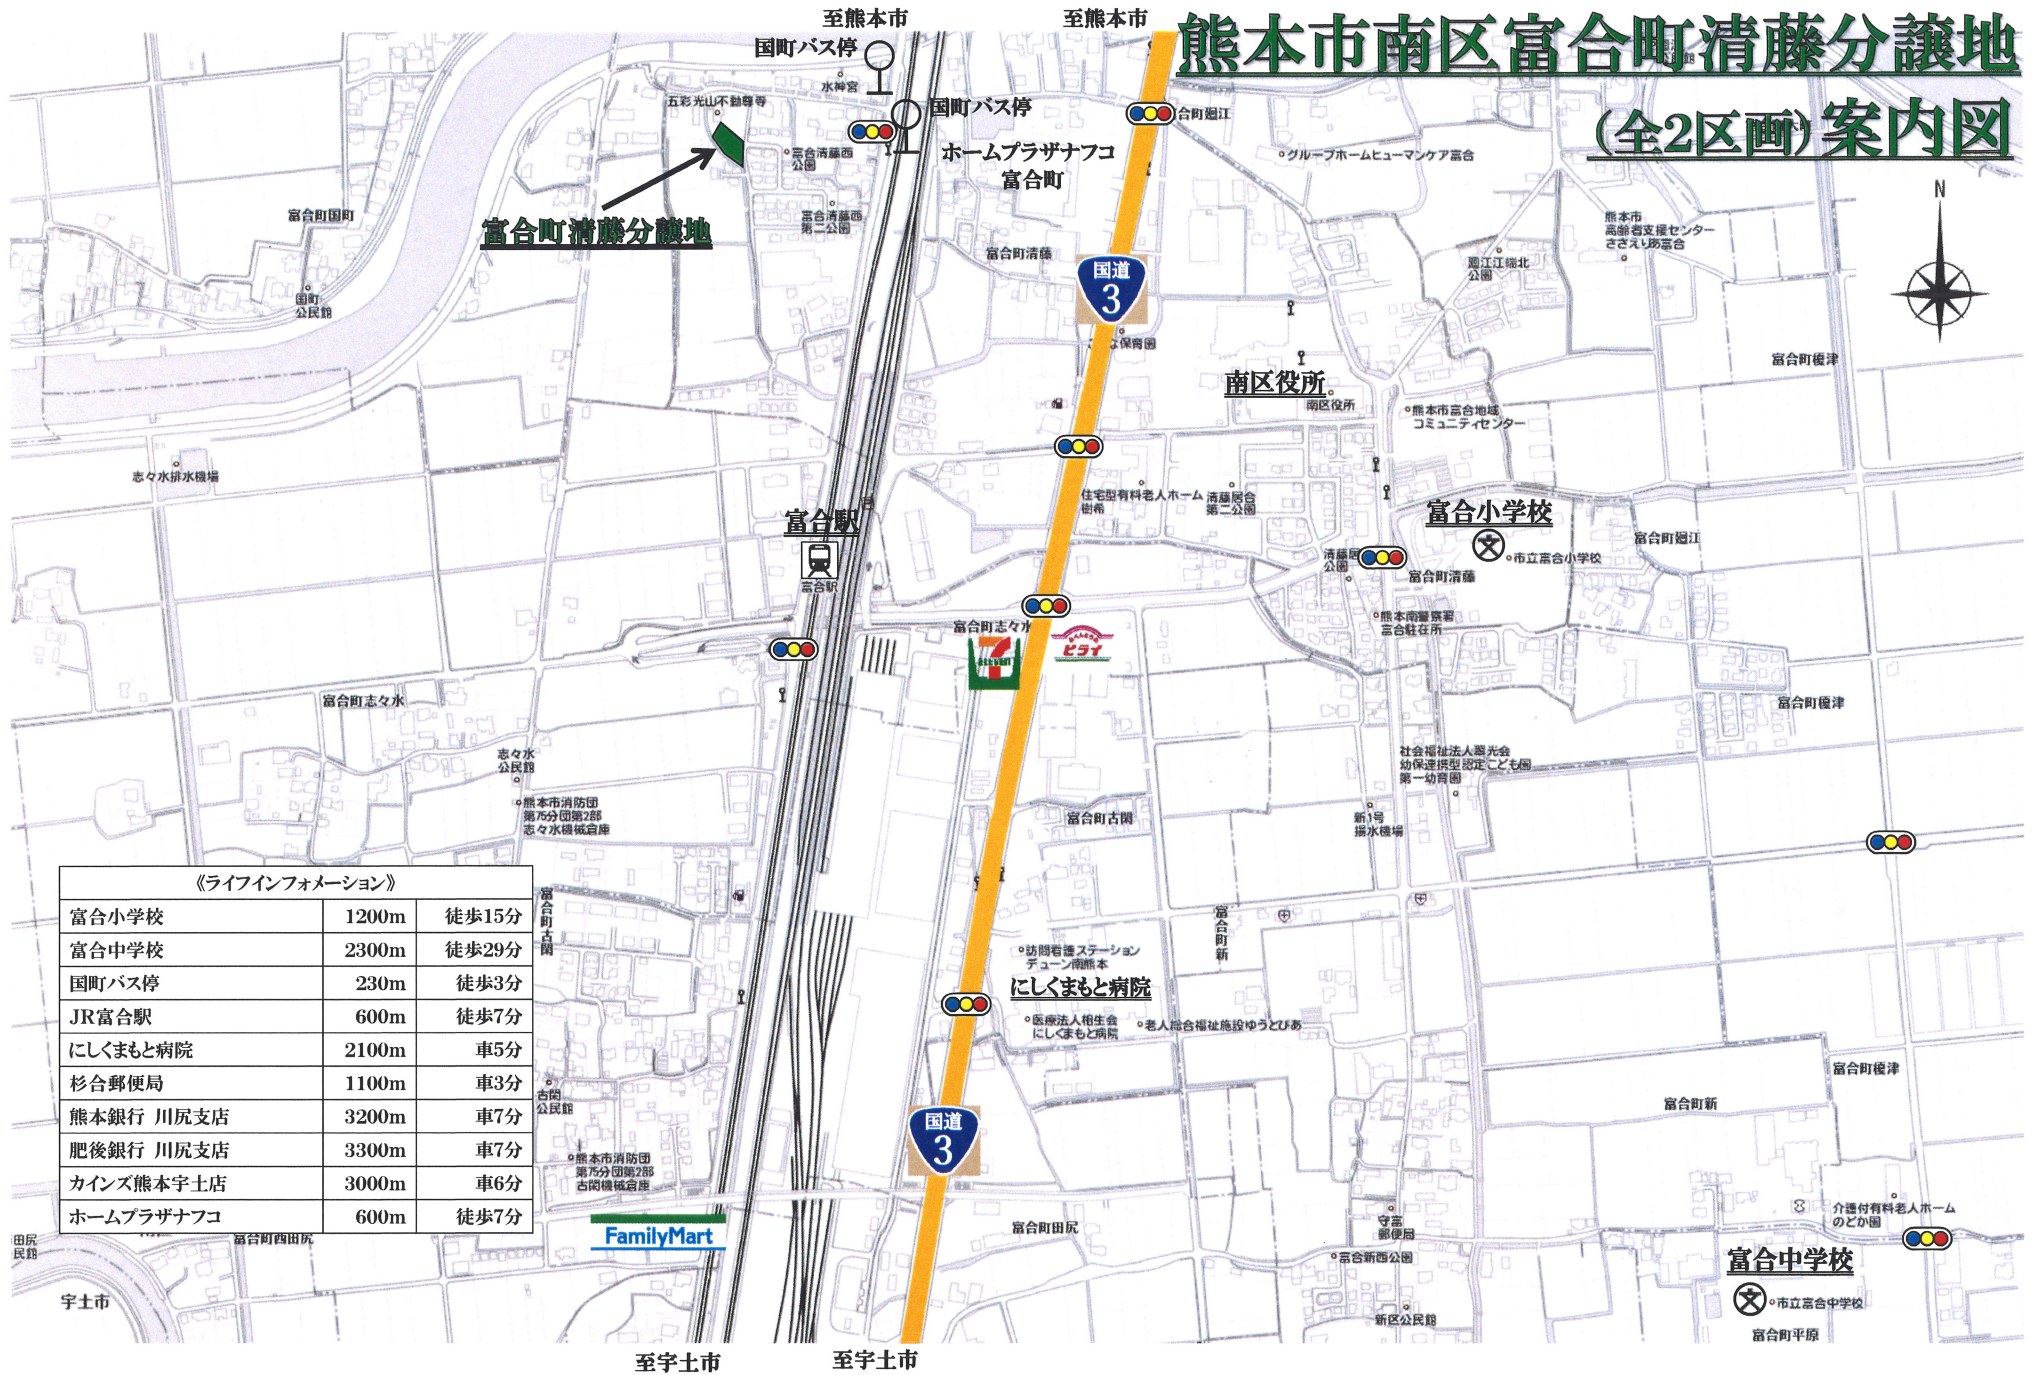 至熊本市
至熊本市
熊本市南区富合町清藤分譲地
(全2区画)案内図
国町バス停
水神宮
五彩光山不動尊寺
国町バス停
合町廻江
ホームプラザナフコ
富合町
富合清藤西
公園
グループホームヒューマンケア富合
N
富合町国町
富合清藤西
第二公園
富合町清藤分譲地
熊本市
高齢者支援センター
ささえりあ富合
富合町清藤
廻江江端北
公園
国道
3
国町
公民館
保育園
富合町榎津
南区役所
南区役所
熊本市富合地域
コミュニティセンター
志々水排水機場
住宅型有料老人ホーム
樹希
清藤居合
第二公園
富合駅
富合駅
富合小学校
市立富合小学校
富合町廻江
清藤居
公園
富合町清藤
熊本南警察署
富合駐在所
富合町志々水
ヒライ
富合町志々水
富合町榎津
志々水
公民館
社会福祉法人翠光会
幼保連携型認定こども園
第一幼育園
熊本市消防団
第75分団第2部
志々水機械倉庫
富合町古閑
新1号
揚水機場
《ライフインフォメーション》
富合小学校 1200m 徒歩15分
富合中学校 2300m 徒歩29分
国町バス停 230m 徒歩3分
JR富合駅 600m 徒歩7分
にしくまもと病院 2100m 車5分
杉合郵便局 1100m 車3分
熊本銀行 川尻支店 3200m 車7分
肥後銀行 川尻支店 3300m 車7分
カインズ熊本宇土店 3000m 車6分
ホームプラザナフコ 600m 徒歩7分
富合町古閑
富合町新
訪問看護ステーション
デューン南熊本
にしくまもと病院
医療法人相生会
にしくまもと病院
老人総合福祉施設ゆうとぴあ
富合町榎津
古閑
公民館
富合町新
国道
3
熊本市消防団
第75分団第2部
古閑機械倉庫
FamilyMart
富合町田尻
守富
郵便局
富合新西公園
介護付有料老人ホーム
のどか園
田尻
民館
富合町西田尻
富合中学校
市立富合中学校
宇土市
新区公民館
富合町平原
至宇土市
至宇土市